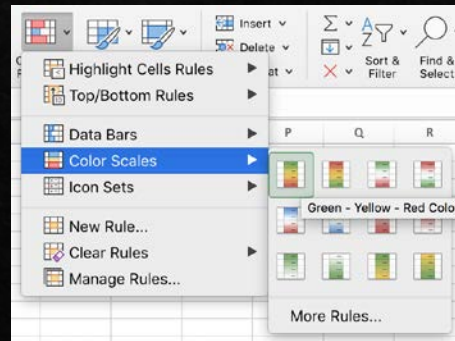 Insert
Delete
at
Sort &
Filter
Find &
Select
Highlight Cells Rules
Top/Bottom Rules
Data Bars
Color Scales
Icon Sets
New Rule...
Clear Rules
Manage Rules...
P Q R
Green - Yellow - Red Colo
More Rules...